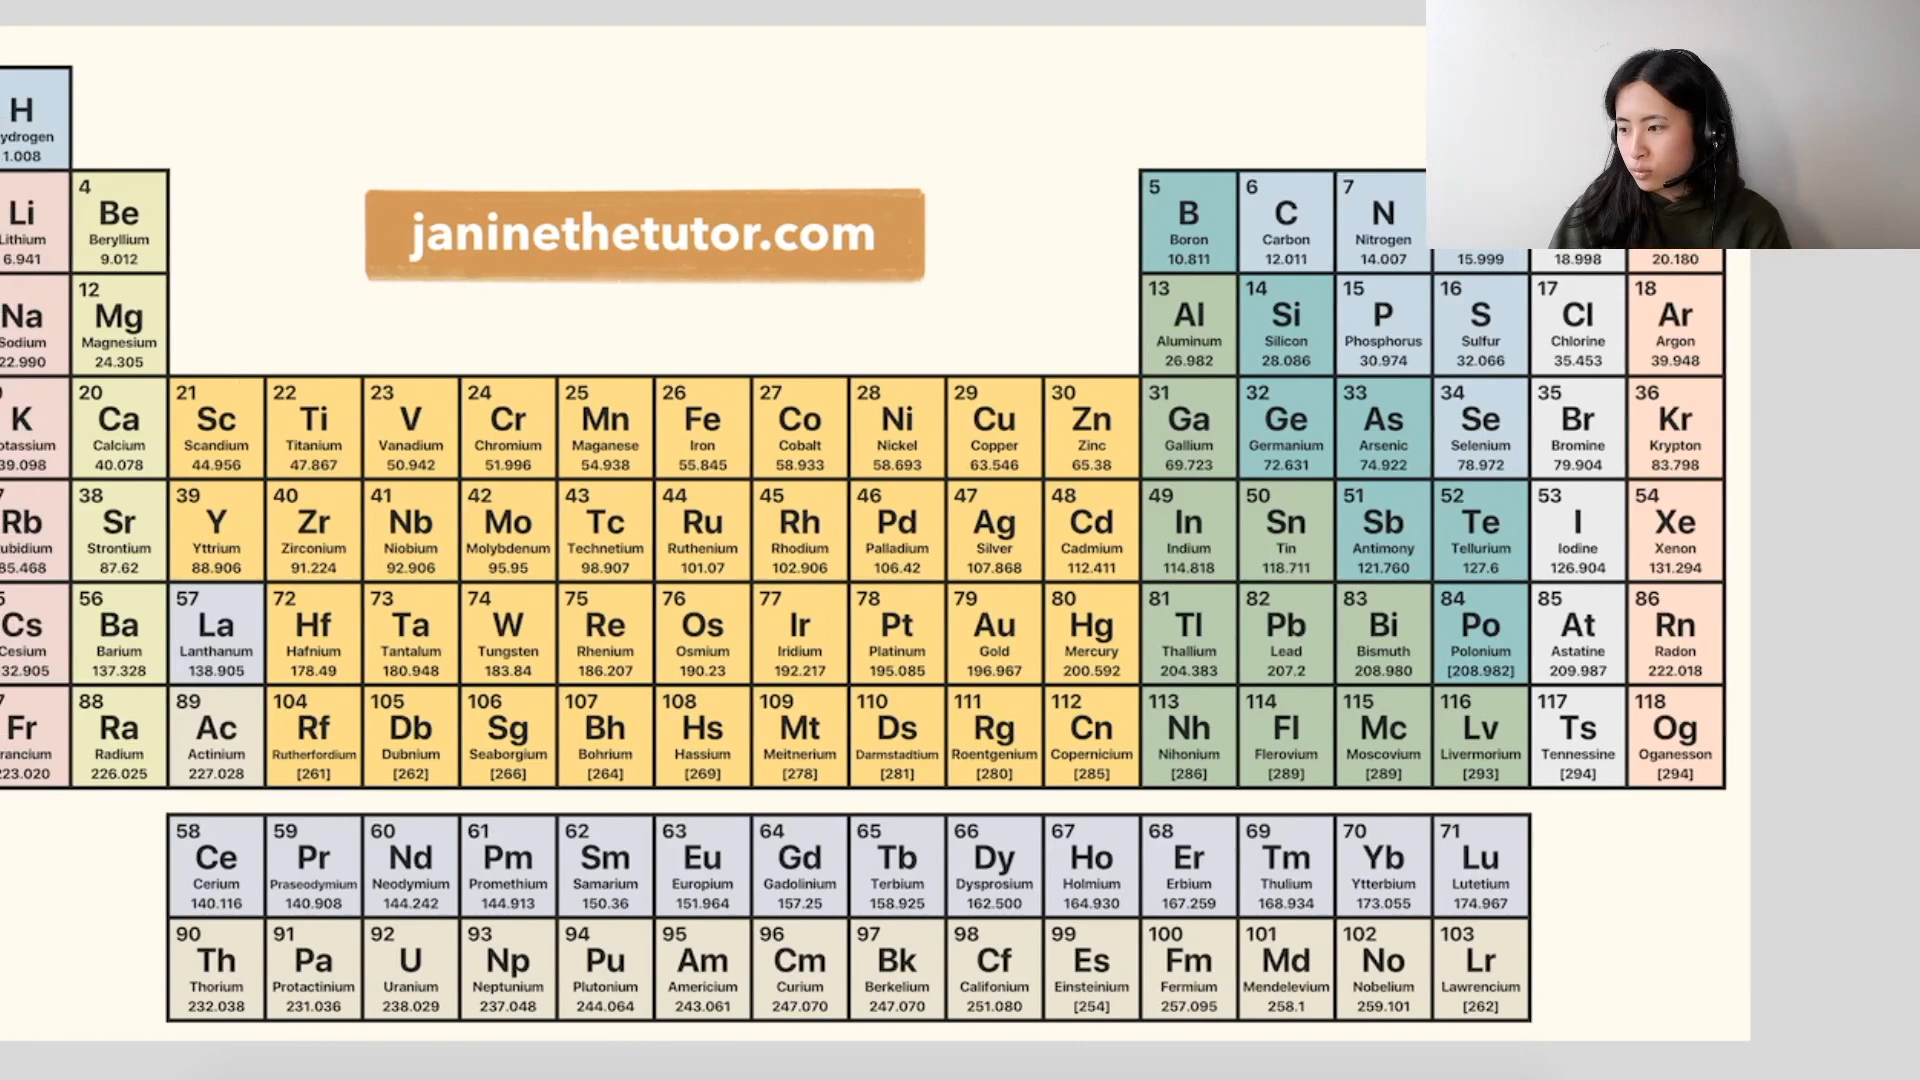 H
ydrogen
1.008
Li
Lithium
6.941
4
Be
Beryllium
9.012
janinethetutor.com
5
B
Boron
10.811
6
C
Carbon
12.011
7
N
Nitrogen
14.007
15.999
18.998
20.180
Na
Sodium
22.990
12
Mg
Magnesium
24.305
13
Al
Aluminum
26.982
14
Si
Silicon
28.086
15
P
Phosphorus
30.974
16
S
Sulfur
32.066
17
Cl
Chlorine
35.453
18
Ar
Argon
39.948
K
otassium
39.098
20
Ca
Calcium
40.078
21
Sc
Scandium
44.956
22
Ti
Titanium
47.867
23
V
Vanadium
50.942
24
Cr
Chromium
51.996
25
Mn
Maganese
54.938
26
Fe
Iron
55.845
27
Co
Cobalt
58.933
28
Ni
Nickel
58.693
29
Cu
Copper
63.546
30
Zn
Zinc
65.38
31
Ga
Gallium
69.723
32
Ge
Germanium
72.631
33
As
Arsenic
74.922
34
Se
Selenium
78.972
35
Br
Bromine
79.904
36
Kr
Krypton
83.798
7
Rb
ubidium
85.468
38
Sr
Strontium
87.62
39
Y
Yttrium
88.906
40
Zr
Zirconium
91.224
41
Nb
Niobium
92.906
42
Mo
Molybdenum
95.95
43
Tc
Technetium
98.907
44
Ru
Ruthenium
101.07
45
Rh
Rhodium
102.906
46
Pd
Palladium
106.42
47
Ag
Silver
107.868
48
Cd
Cadmium
112.411
49
In
Indium
114.818
50
Sn
Tin
118.711
51
Sb
Antimony
121.760
52
Te
Tellurium
127.6
53
I
Iodine
126.904
54
Xe
Xenon
131.294
5
Cs
Cesium
32.905
56
Ba
Barium
137.328
57
La
Lanthanum
138.905
72
Hf
Hafnium
178.49
73
Ta
Tantalum
180.948
74
W
Tungsten
183.84
75
Re
Rhenium
186.207
76
Os
Osmium
190.23
77
Ir
Iridium
192.217
78
Pt
Platinum
195.085
79
Au
Gold
196.967
80
Hg
Mercury
200.592
81
Tl
Thallium
204.383
82
Pb
Lead
207.2
83
Bi
Bismuth
208.980
84
Po
Polonium
[208.982]
85
At
Astatine
209.987
86
Rn
Radon
222.018
7
Fr
rancium
223.020
88
Ra
Radium
226.025
89
Ac
Actinium
227.028
104
Rf
Rutherfordium
[261]
105
Db
Dubnium
[262]
106
Sg
Seaborgium
[266]
107
Bh
Bohrium
[264]
108
Hs
Hassium
[269]
109
Mt
Meitnerium
[278]
110
Ds
Darmstadtium
[281]
111
Rg
Roentgenium
[280]
112
Cn
Copernicium
[285]
113
Nh
Nihonium
[286]
114
Fl
Flerovium
[289]
115
Mc
Moscovium
[289]
116
Lv
Livermorium
[293]
117
Ts
Tennessine
[294]
118
Og
Oganesson
[294]
58
Ce
Cerium
140.116
59
Pr
Praseodymium
140.908
60
Nd
Neodymium
144.242
61
Pm
Promethium
144.913
62
Sm
Samarium
150.36
63
Eu
Europium
151.964
64
Gd
Gadolinium
157.25
65
Tb
Terbium
158.925
66
Dy
Dysprosium
162.500
67
Ho
Holmium
164.930
68
Er
Erbium
167.259
69
Tm
Thulium
168.934
70
Yb
Ytterbium
173.055
71
Lu
Lutetium
174.967
90
Th
Thorium
232.038
91
Pa
Protactinium
231.036
92
U
Uranium
238.029
93
Np
Neptunium
237.048
94
Pu
Plutonium
244.064
95
Am
Americium
243.061
96
Cm
Curium
247.070
97
Bk
Berkelium
247.070
98
Cf
Califonium
251.080
99
Es
Einsteinium
[254]
100
Fm
Fermium
257.095
101
Md
Mendelevium
258.1
102
No
Nobelium
259.101
103
Lr
Lawrencium
[262]